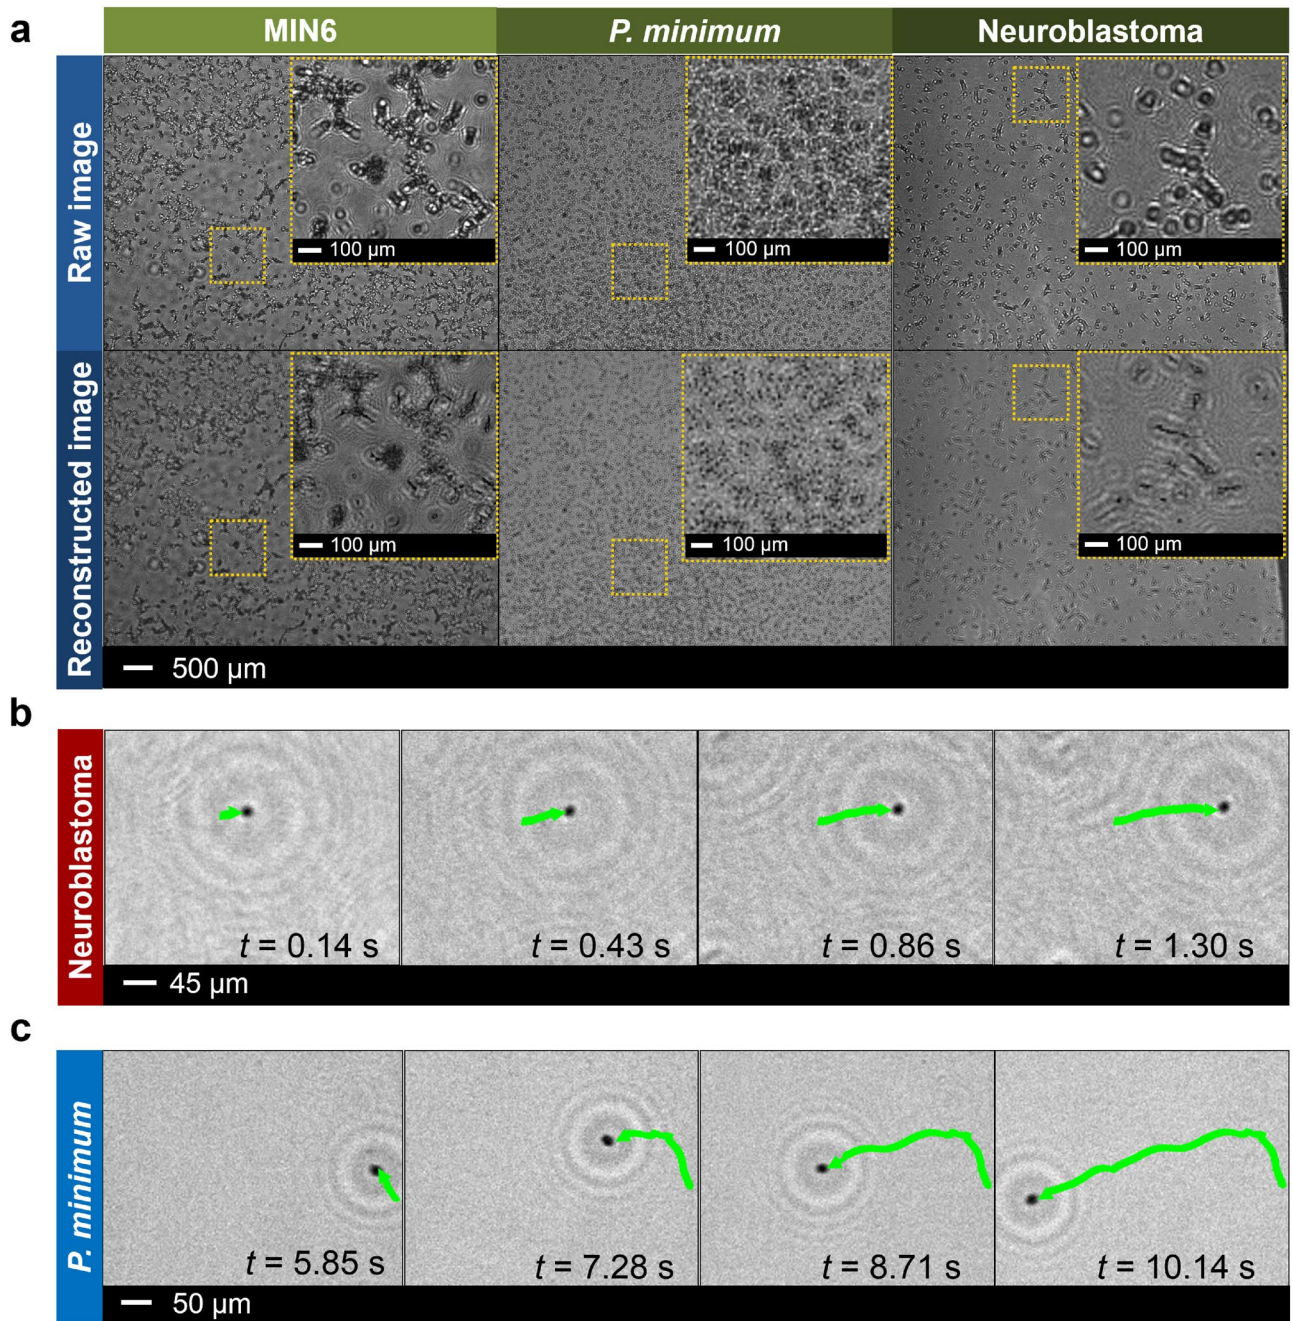 a
MIN6
P. minimum
Neuroblastoma
Raw image
100 µm
100 µm
100 µm
Reconstructed image
100 µm
100 µm
100 µm
500 µm
b
Neuroblastoma
t = 0.14 s
t = 0.43 s
t = 0.86 s
t = 1.30 s
45 µm
c
P. minimum
t = 5.85 s
t = 7.28 s
t = 8.71 s
t = 10.14 s
50 µm